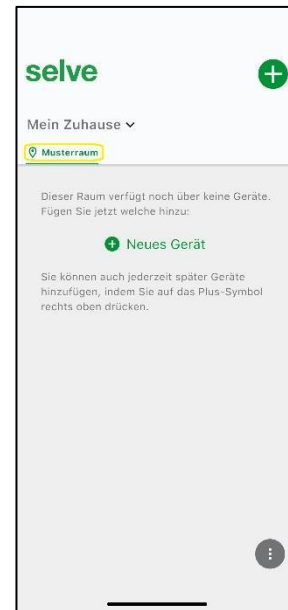 selve
Mein Zuhause
Musterraum
Dieser Raum verfügt noch über keine Geräte.
Fügen Sie jetzt welche hinzu:
Neues Gerät
Sie können auch jederzeit später Geräte
hinzufügen, indem Sie auf das Plus-Symbol
rechts oben drücken.